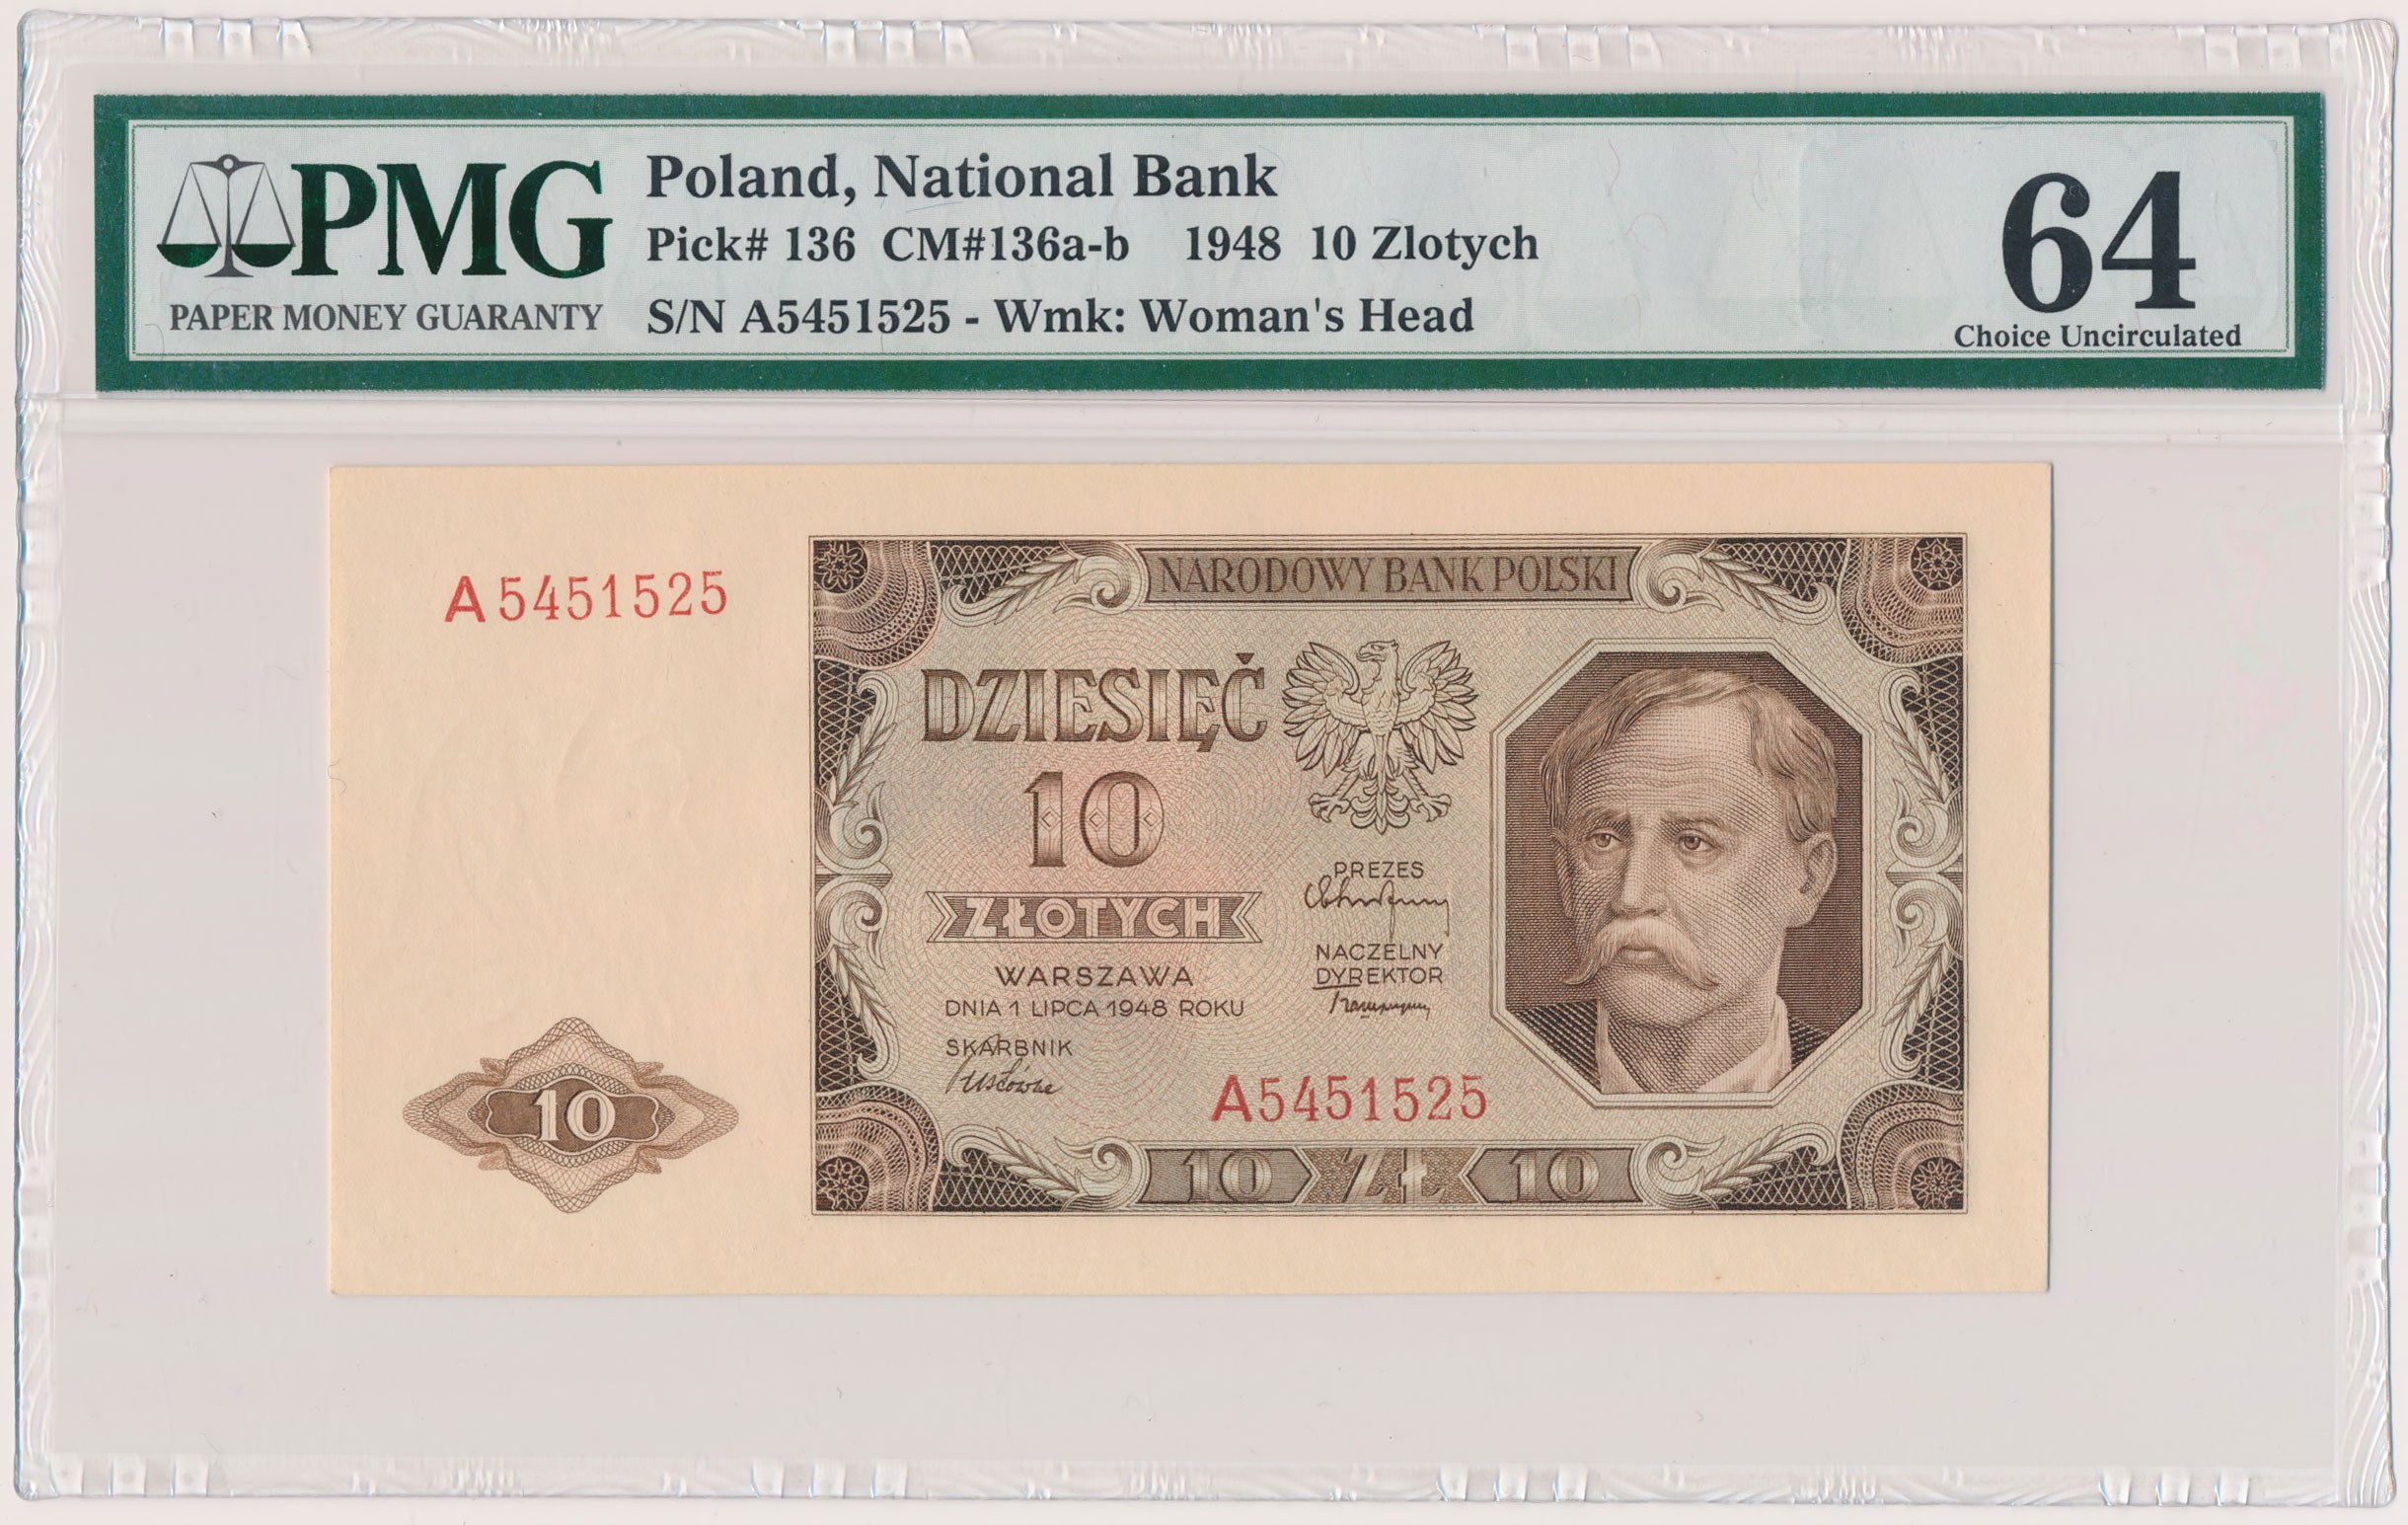 PMG
PAPER MONEY GUARANTY
Poland, National Bank
Pick# 136 CM#136a-b 1948 10 Zlotych
S/N A5451525 - Wmk: Woman's Head
64
Choice Uncirculated
A5451525
10
NARODOWY BANK POLSKI
DZIESIĘĆ
10
ZŁOTYCH
WARSZAWA
DNIA 1 LIPCA 1948 ROKU
SKARBNIK
PREZES
NACZELNY
DYREKTOR
A5451525
10 ZŁ 10